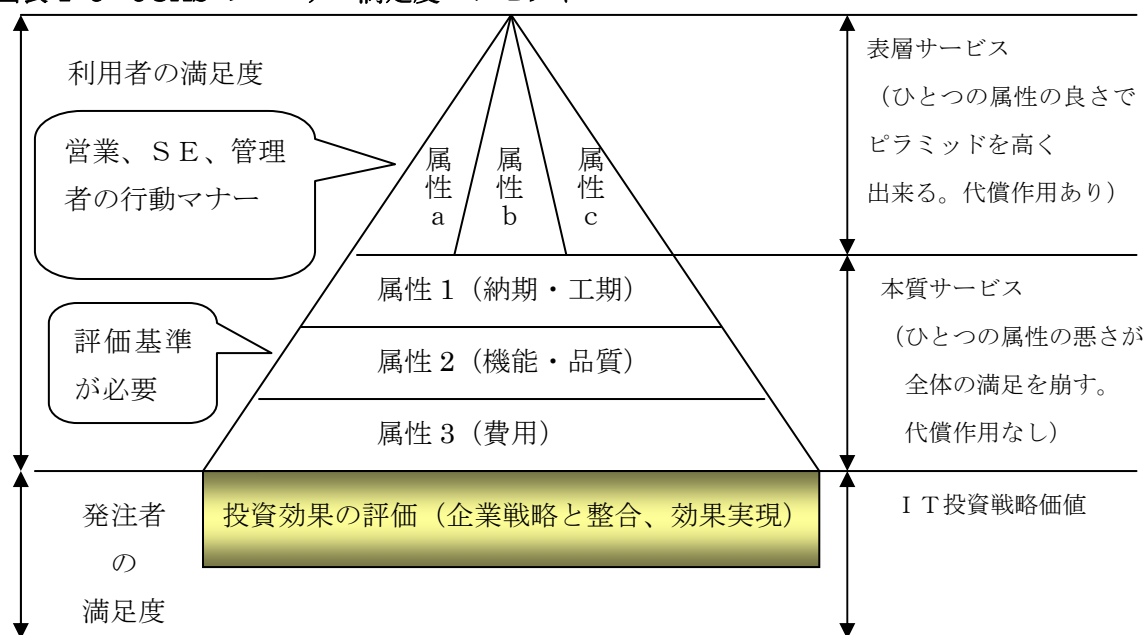 利用者の満足度
営業、ＳＥ、管理
者の行動マナー
属性a
属性b
属性c
表層サービス
（ひとつの属性の良さで
ピラミッドを高く
出来る。代償作用あり）
属性１（納期・工期）
評価基準
が必要
属性２（機能・品質）
属性３（費用）
本質サービス
（ひとつの属性の悪さが
全体の満足を崩す。
代償作用なし）
発注者
の
満足度
投資効果の評価（企業戦略と整合、効果実現）
ＩＴ投資戦略価値